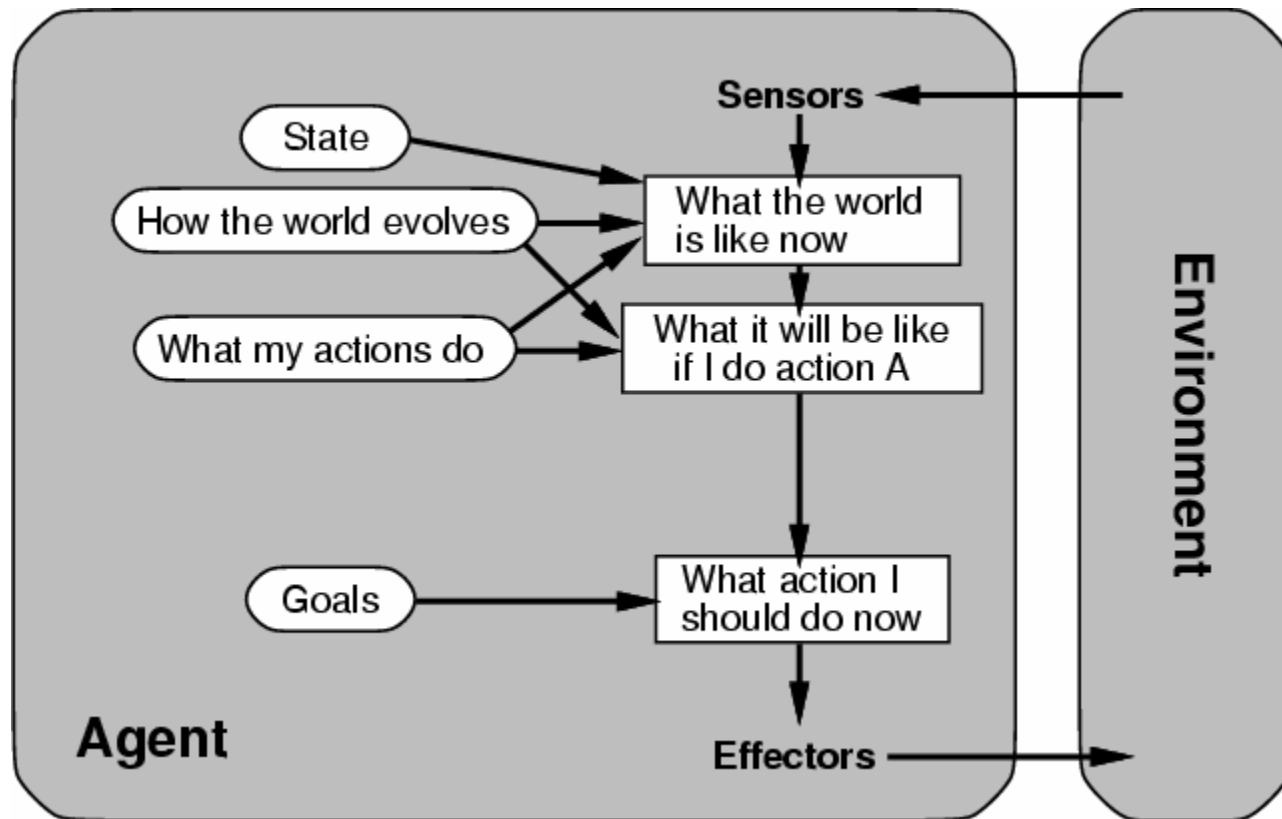 Sensors
State
What the world
is like now
How the world evolves
What it will be like
if I do action A
What my actions do
What action I
should do now
Goals
Agent
Effectors
Environment